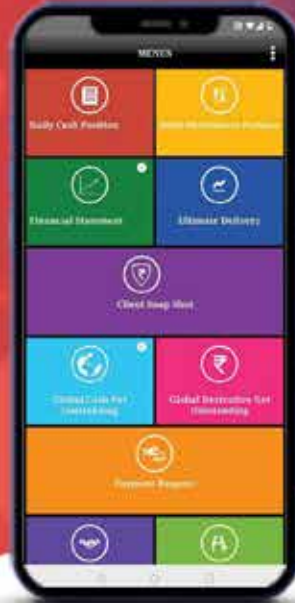 MENUS
Daily Cash Position
Financial Statement
Ultimate Delivery
Client Snap Shot
Global Cash Net
Outstanding
Global Derivative Net
Outstanding
Payment Request